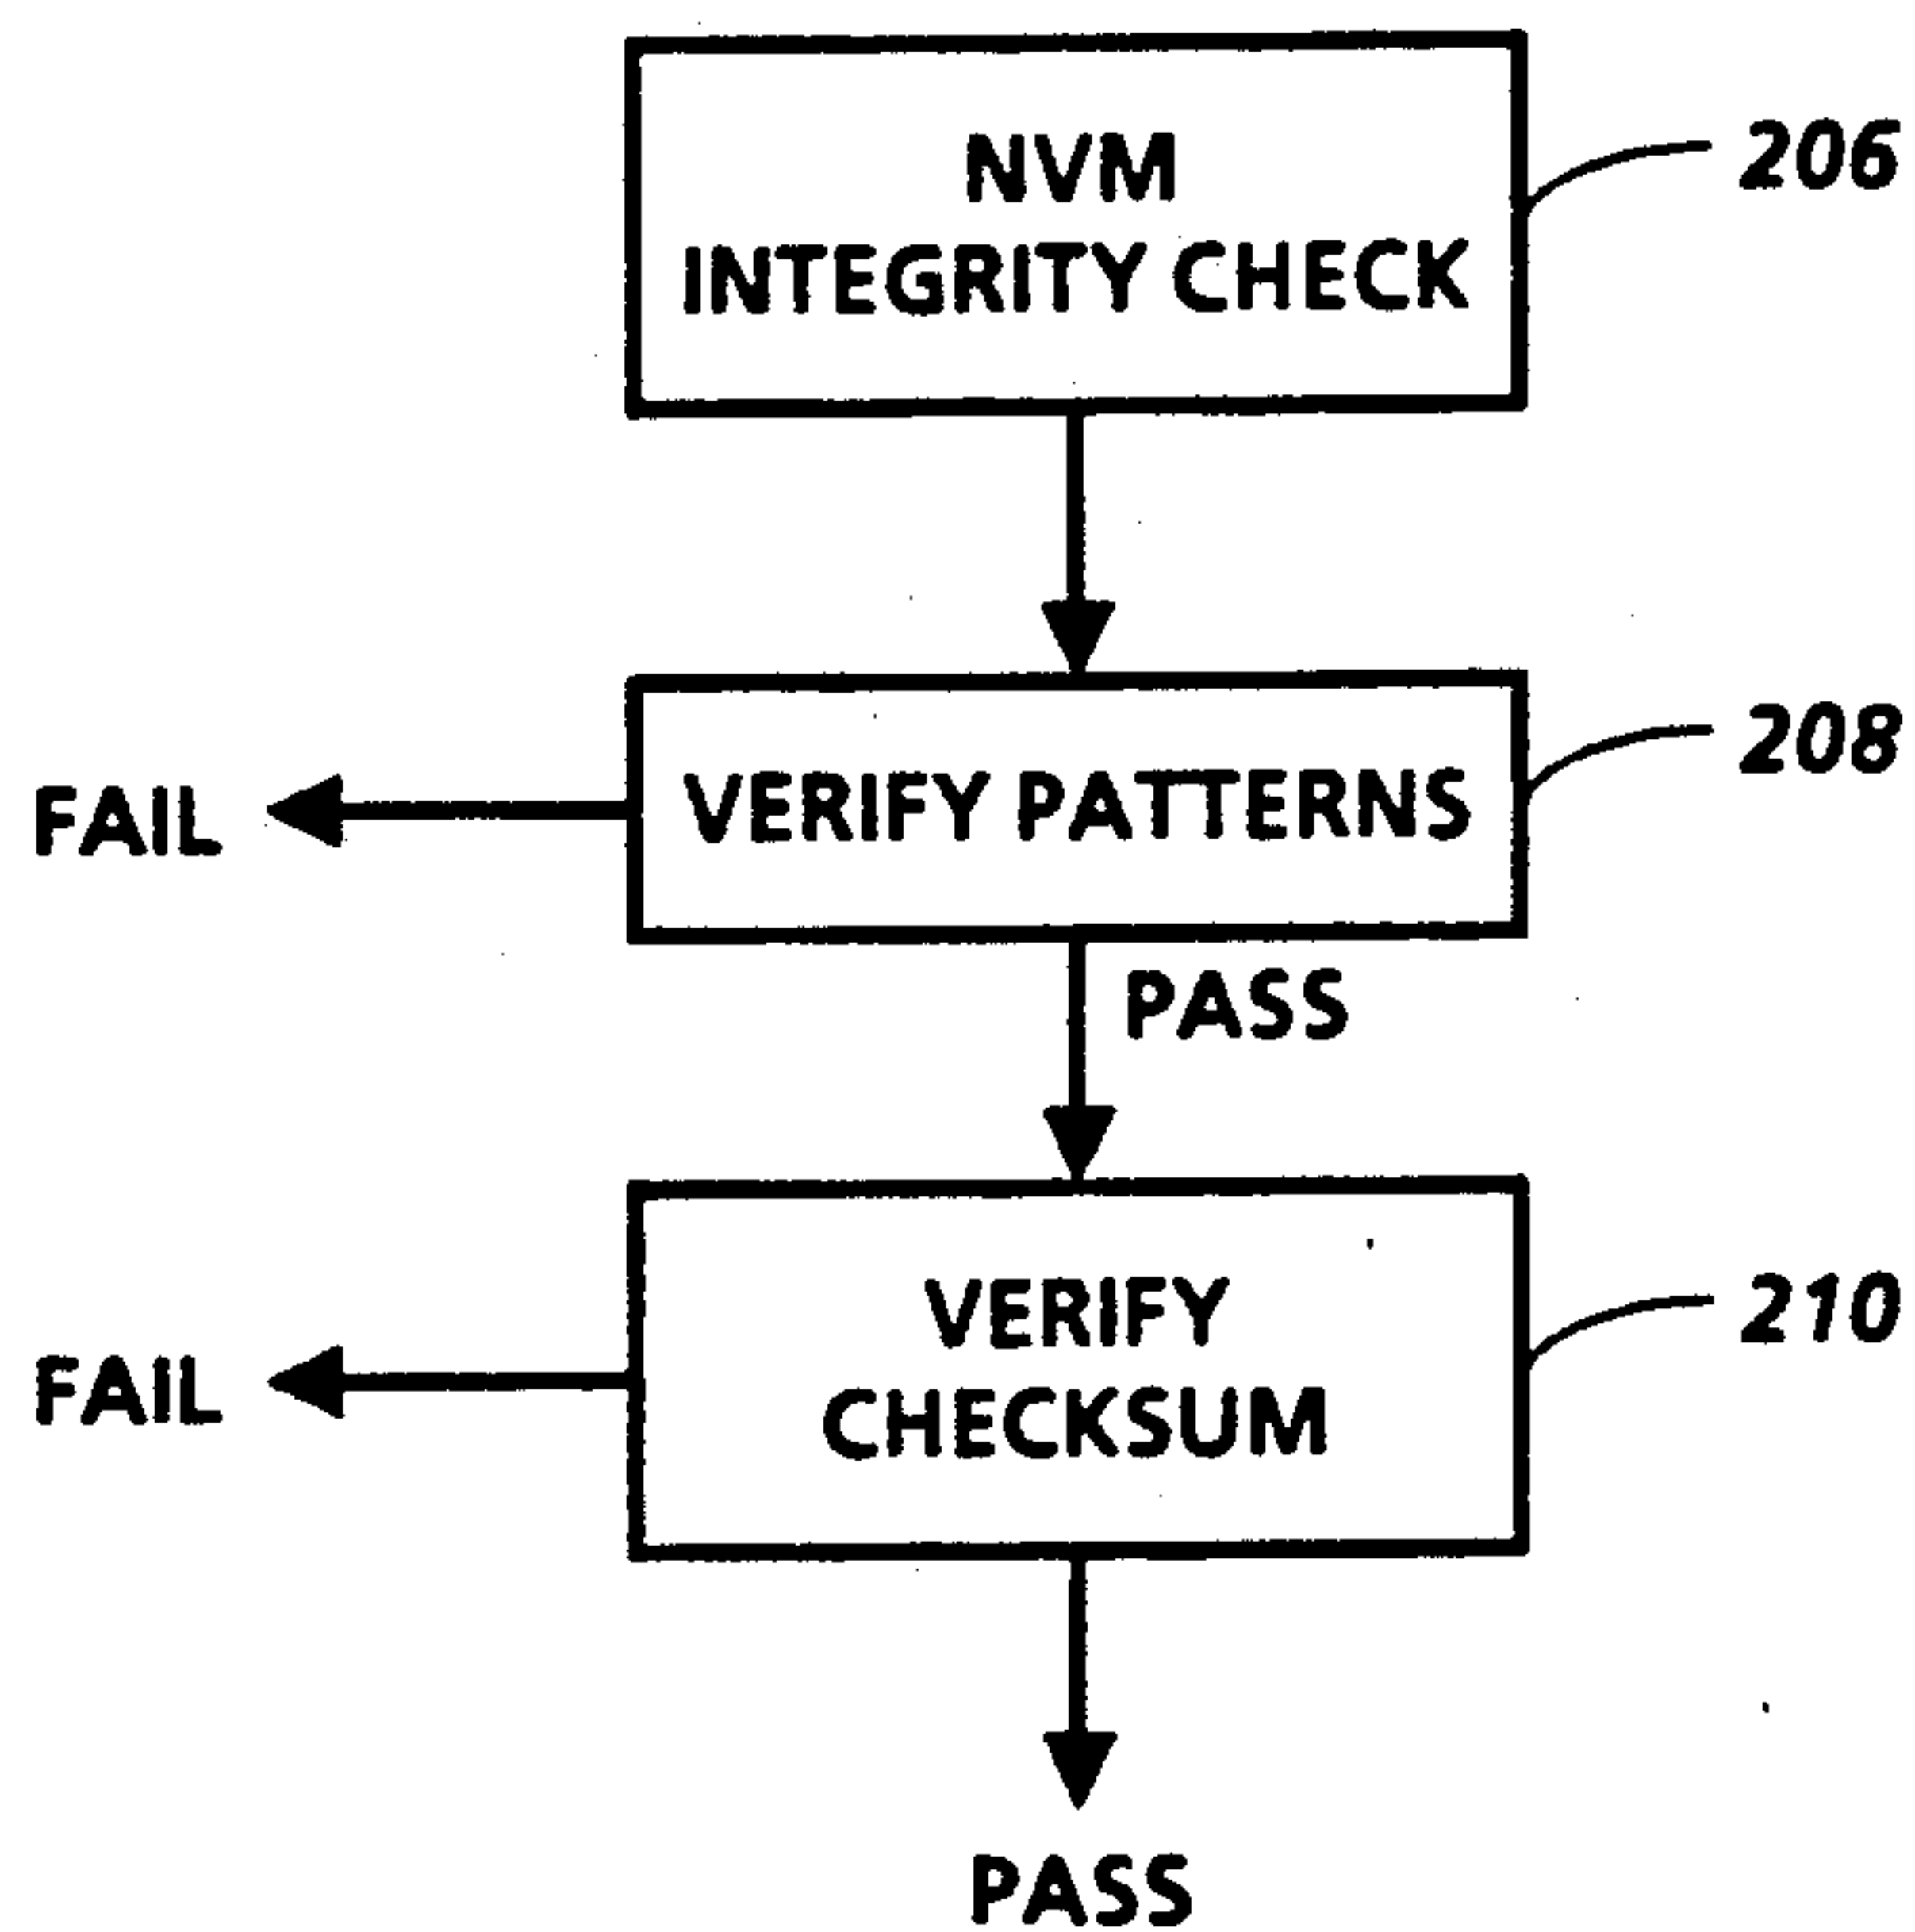 NVM
INTEGRITY CHECK
206
VERIFY PATTERNS
208
FAIL
PASS
VERIFY
CHECKSUM
210
FAIL
PASS